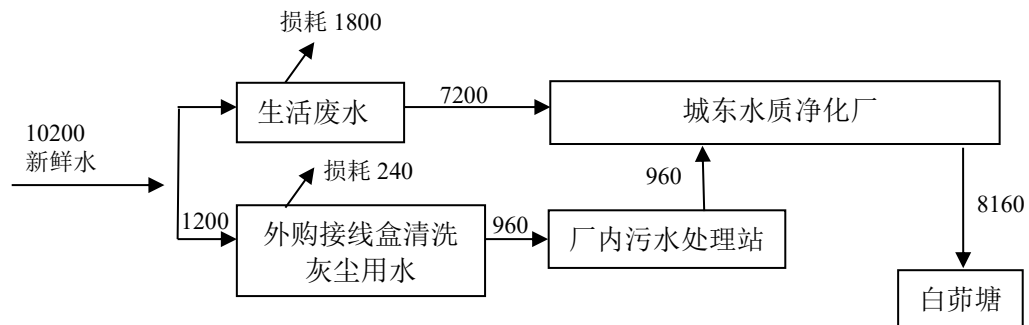 损耗 1800
生活废水
7200
城东水质净化厂
10200
新鲜水
损耗 240
960
8160
1200
外购接线盒清洗
灰尘用水
960
厂内污水处理站
白茆塘